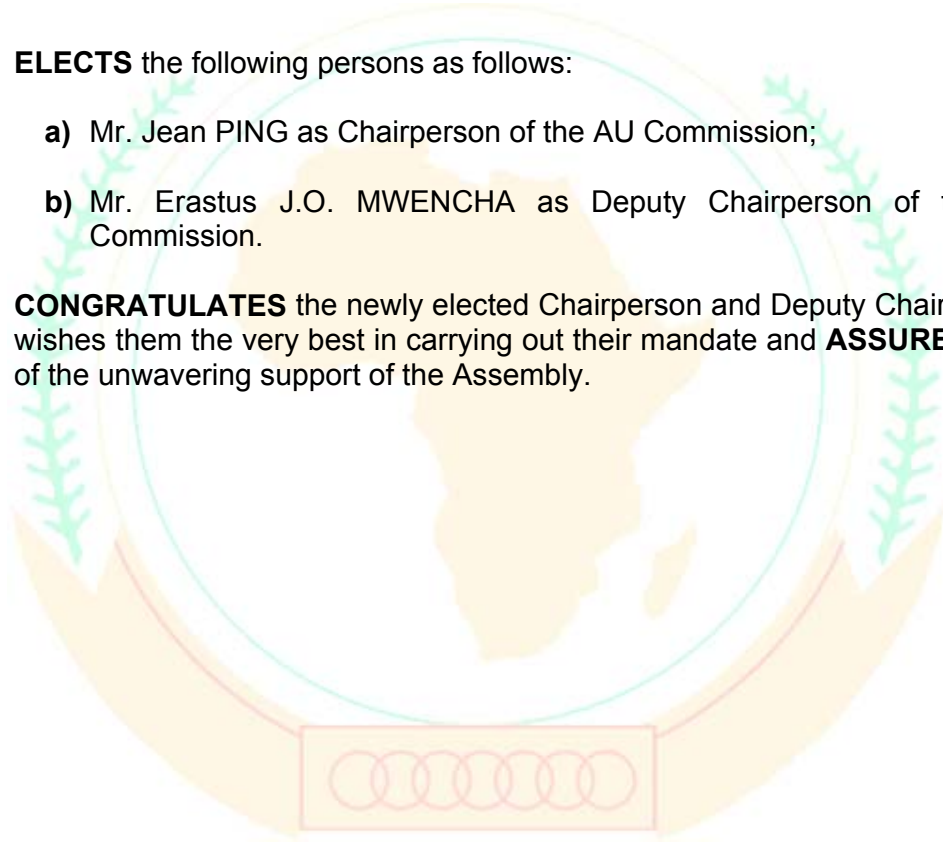 ELECTS the following persons as follows:
a) Mr. Jean PING as Chairperson of the AU Commission;
b) Mr. Erastus J.O. MWENCHA as Deputy Chairperson of
Commission.
CONGRATULATES the newly elected Chairperson and Deputy
wishes them the very best in carrying out their mandate and
of the unwavering support of the Assembly.